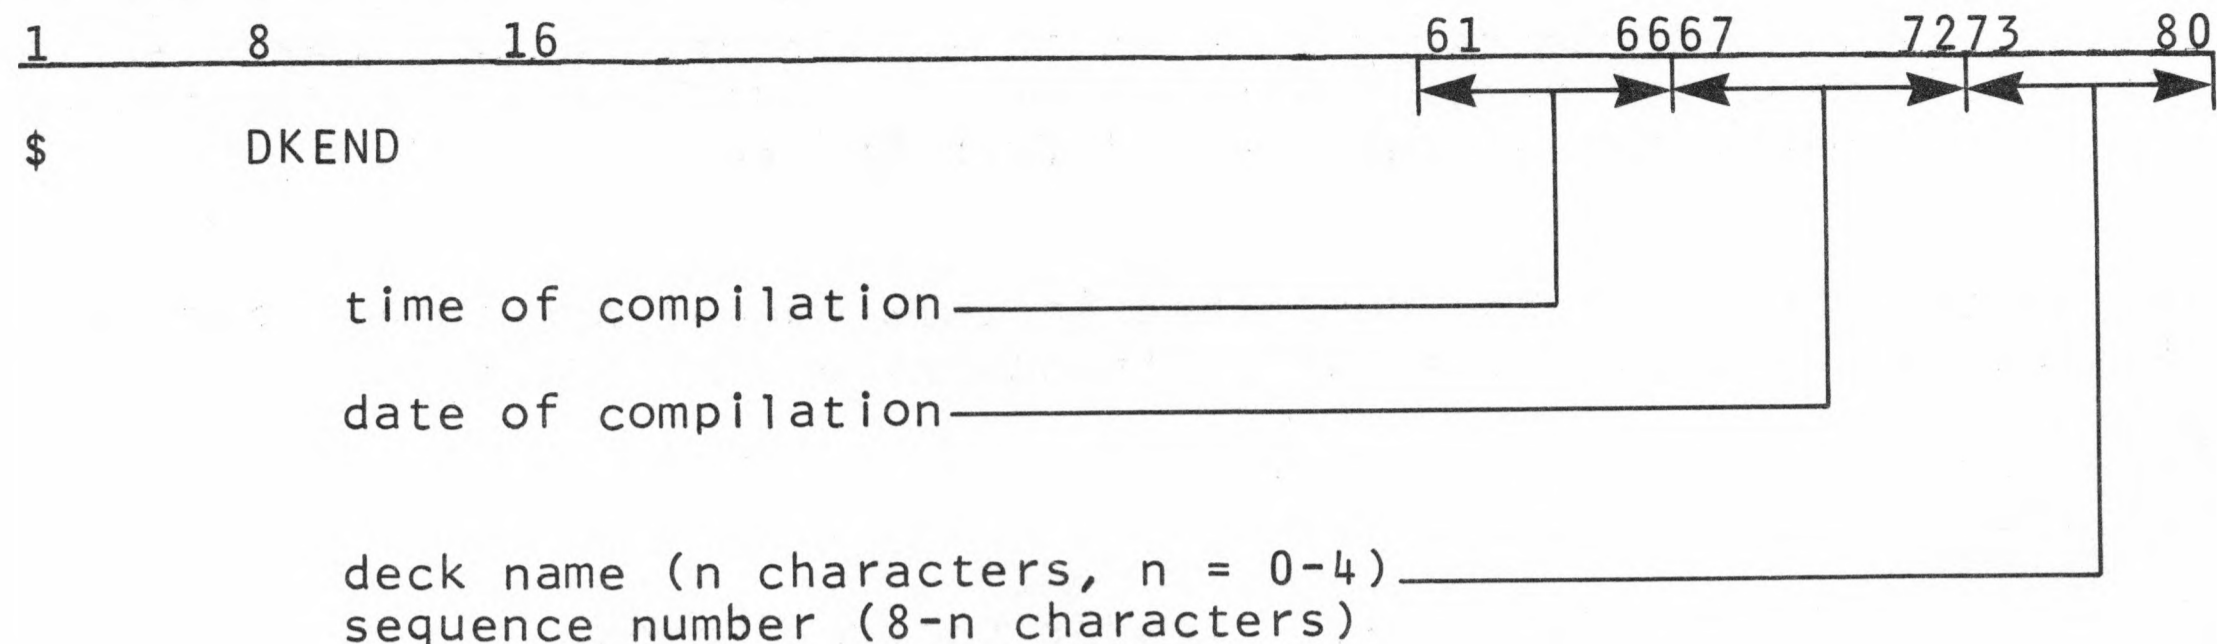 1 8 16 61 6667 7273 80
$ DKEND
time of compilation
date of compilation
deck name (n characters, n = 0-4)
sequence number (8-n characters)